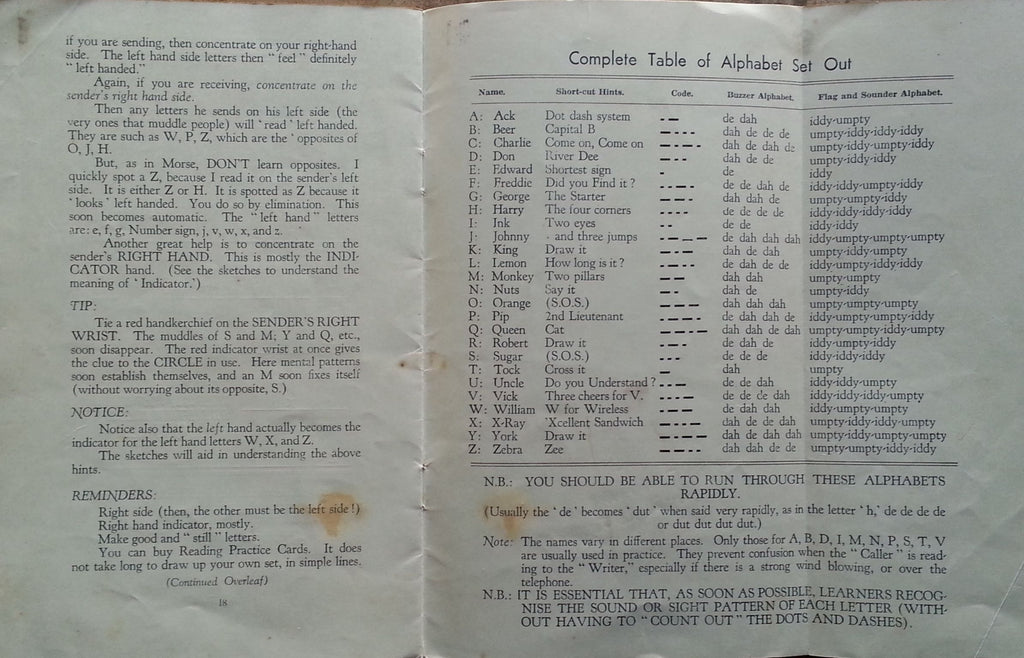 if you are sending, then concentrate on your right-hand
side. The left hand side letters then " feel " definitely
" left handed."
Again, if you are receiving, concentrate on the
sender's right hand side.
Then any letters he sends on his left side (the
very ones that muddle people) will ' read ' left handed.
They are such as W, P, Z, which are the ' opposites of
O, J, H.
But, as in Morse, DON'T learn opposites. I
quickly spot a Z, because I read it on the sender's left
side. It is either Z or H. It is spotted as Z because it
' looks ' left handed. You do so by elimination. This
soon becomes automatic. The " left hand " letters
are: e, f, g, Number sign, j, v, w, x, and z.
Another great help is to concentrate on the
sender's RIGHT HAND. This is mostly the INDI-
CATOR hand. (See the sketches to understand the
meaning of ' Indicator.')
TIP:
Tie a red handkerchief on the SENDER'S RIGHT
WRIST. The muddles of S and M; Y and Q, etc.,
soon disappear. The red indicator wrist at once gives
the clue to the CIRCLE in use. Here mental patterns
soon establish themselves, and an M soon fixes itself
(without worrying about its opposite, S.)
NOTICE:
Notice also that the left hand actually becomes the
indicator for the left hand letters W, X, and Z.
The sketches will aid in understanding the above
hints.
REMINDERS:
Right side (then, the other must be the left side !)
Right hand indicator, mostly.
Make good and " still " letters.
You can buy Reading Practice Cards. It does
not take long to draw up your own set, in simple lines.
(Continued Overleaf)
18
Complete Table of Alphabet Set Out
Name. Short-cut Hints. Code. Buzzer Alphabet. Flag and Sounder Alphabet.
A: Ack Dot dash system ·— de dah iddy-umpty
B: Beer Capital B —··· dah de de de umpty-iddy-iddy-iddy
C: Charlie Come on, Come on —·—· dah de dah de umpty-iddy-umpty-iddy
D: Don River Dee —·· dah de de umpty-iddy-iddy
E: Edward Shortest sign · de iddy
F: Freddie Did you Find it ? ··—· de de dah de iddy-iddy-umpty-iddy
G: George The Starter ——· dah dah de umpty-umpty-iddy
H: Harry The four corners ···· de de de de iddy-iddy-iddy-iddy
I: Ink Two eyes ·· de de iddy-iddy
J: Johnny · and three jumps ·——— de dah dah dah iddy-umpty-umpty-umpty
K: King Draw it —·— dah de dah umpty-iddy-umpty
L: Lemon How long is it ? ·—·· de dah de de iddy-umpty-iddy-iddy
M: Monkey Two pillars —— dah dah umpty-umpty
N: Nuts Say it —· dah de umpty-iddy
O: Orange (S.O.S.) ——— dah dah dah umpty-umpty-umpty
P: Pip 2nd Lieutenant ·——· de dah dah de iddy-umpty-umpty-iddy
Q: Queen Cat ——·— dah dah de dah umpty-umpty-iddy-umpty
R: Robert Draw it ·—· de dah de iddy-umpty-iddy
S: Sugar (S.O.S.) ··· de de de iddy-iddy-iddy
T: Tock Cross it — dah umpty
U: Uncle Do you Understand ? ··— de de dah iddy-iddy-umpty
V: Vick Three cheers for V. ···— de de de dah iddy-iddy-iddy-umpty
W: William W for Wireless ·—— de dah dah iddy-umpty-umpty
X: X-Ray 'Xcellent Sandwich —··— dah de de dah umpty-iddy-iddy-umpty
Y: York Draw it —·—— dah de dah dah umpty-iddy-umpty-umpty
Z: Zebra Zee ——·· dah dah de de umpty-umpty-iddy-iddy
N.B.: YOU SHOULD BE ABLE TO RUN THROUGH THESE ALPHABETS
RAPIDLY.
(Usually the ' de ' becomes ' dut ' when said very rapidly, as in the letter ' h,' de de de de
or dut dut dut dut.)
Note: The names vary in different places. Only those for A, B, D, I, M, N, P, S, T, V
are usually used in practice. They prevent confusion when the " Caller " is read-
ing to the " Writer," especially if there is a strong wind blowing, or over the
telephone.
N.B.: IT IS ESSENTIAL THAT, AS SOON AS POSSIBLE, LEARNERS RECOG-
NISE THE SOUND OR SIGHT PATTERN OF EACH LETTER (WITH-
OUT HAVING TO " COUNT OUT " THE DOTS AND DASHES).